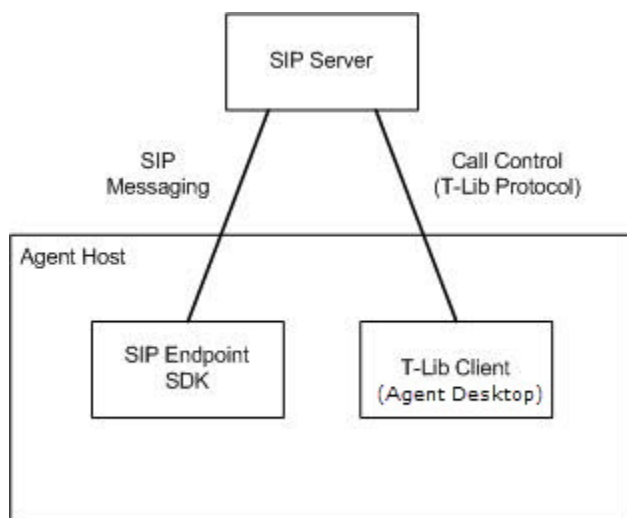 SIP Server
SIP
Messaging
Call Control
(T-Lib Protocol)
Agent Host
SIP Endpoint
SDK
T-Lib Client
(Agent Desktop)